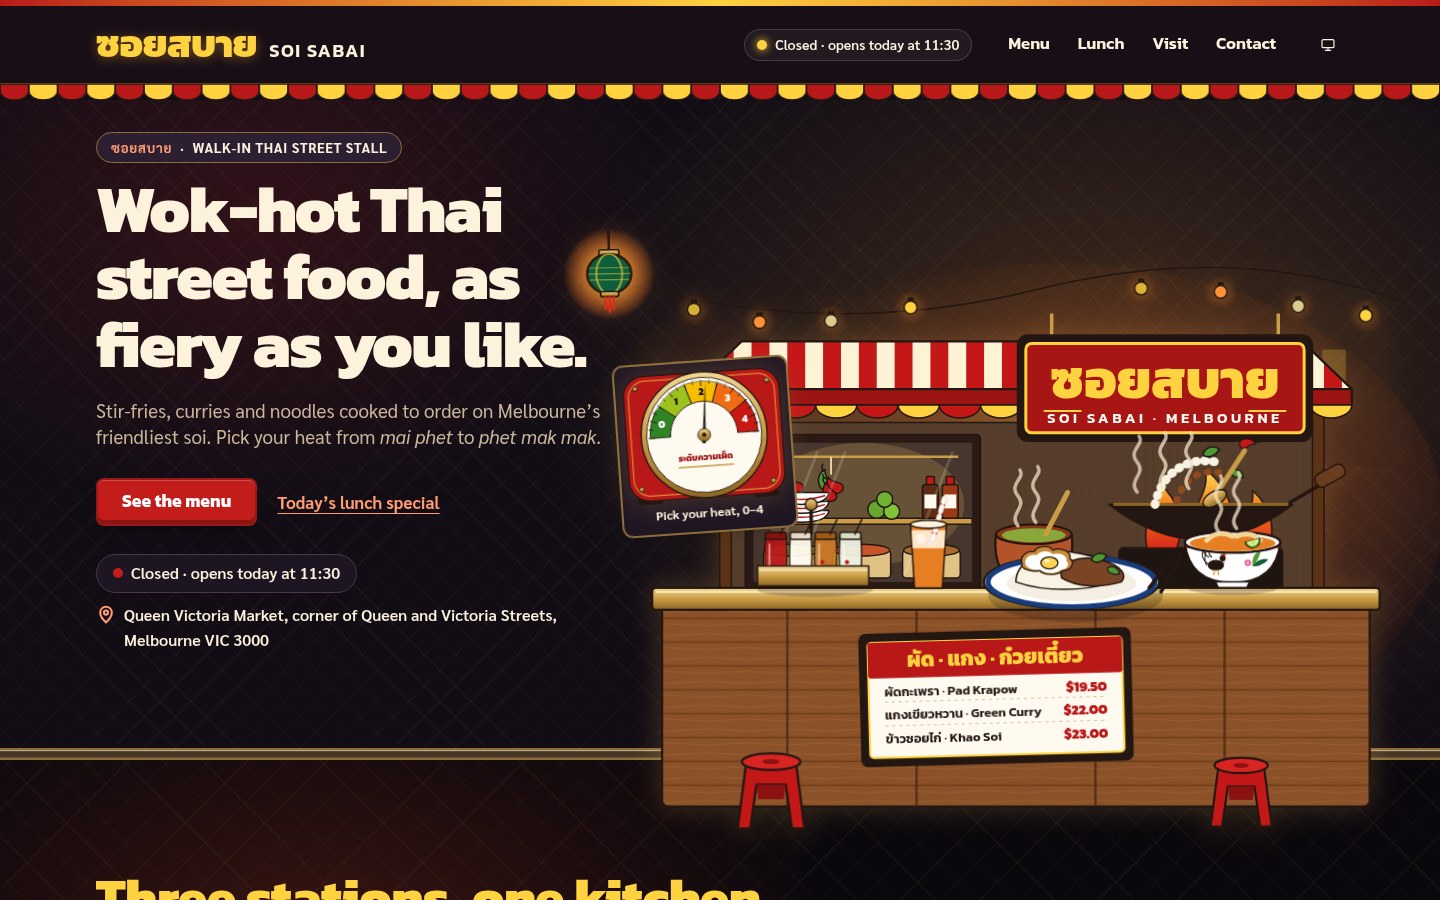 ซอยสบาย SOI SABAI
Closed · opens today at 11:30
Menu Lunch Visit Contact
ซอยสบาย · WALK-IN THAI STREET STALL
Wok-hot Thai
street food, as
fiery as you like.
Stir-fries, curries and noodles cooked to order on Melbourne’s
friendliest soi. Pick your heat from mai phet to phet mak mak.
See the menu
Today’s lunch special
Closed · opens today at 11:30
Queen Victoria Market, corner of Queen and Victoria Streets,
Melbourne VIC 3000
0 1 2 3 4
ระดับความเผ็ด
Pick your heat, 0–4
ซอยสบาย
SOI SABAI · MELBOURNE
ผัด · แกง · ก๋วยเตี๋ยว
ผัดกะเพรา · Pad Krapow $19.50
แกงเขียวหวาน · Green Curry $22.00
ข้าวซอยไก่ · Khao Soi $23.00
Three stations, one kitchen